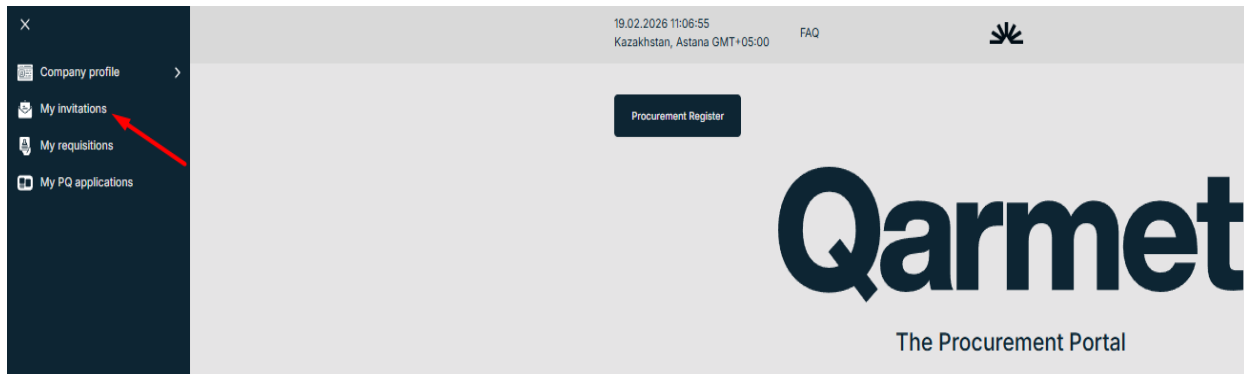 Company profile
My invitations
My requisitions
My PQ applications
19.02.2026 11:06:55
Kazakhstan, Astana GMT+05:00
FAQ
Procurement Register
Qarmet
The Procurement Portal